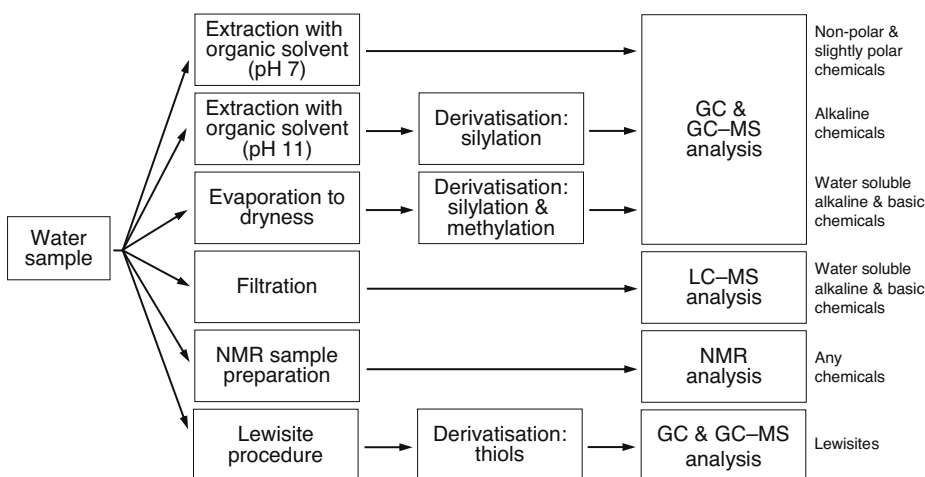 Water
sample
Extraction with
organic solvent
(pH 7)
Extraction with
organic solvent
(pH 11)
Evaporation to
dryness
Filtration
NMR sample
preparation
Lewisite
procedure
Derivatisation:
silylation
Derivatisation:
silylation &
methylation
Derivatisation:
thiols
GC &
GC–MS
analysis
LC–MS
analysis
NMR
analysis
GC & GC–MS
analysis
Non-polar &
slightly polar
chemicals
Alkaline
chemicals
Water soluble
alkaline & basic
chemicals
Water soluble
alkaline & basic
chemicals
Any
chemicals
Lewisites